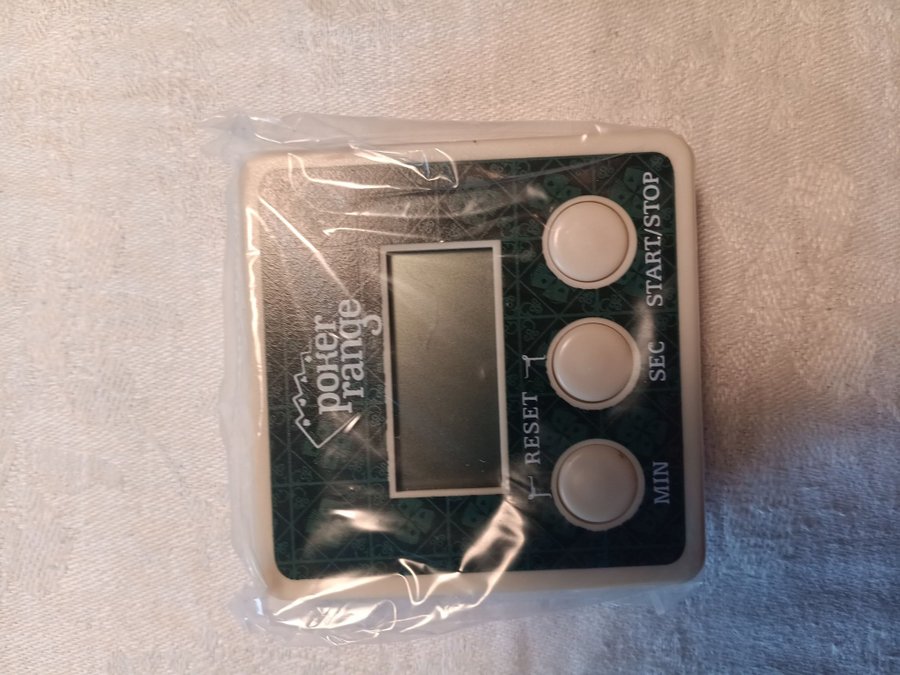 poker
range
RESET
MIN
SEC
START/STOP